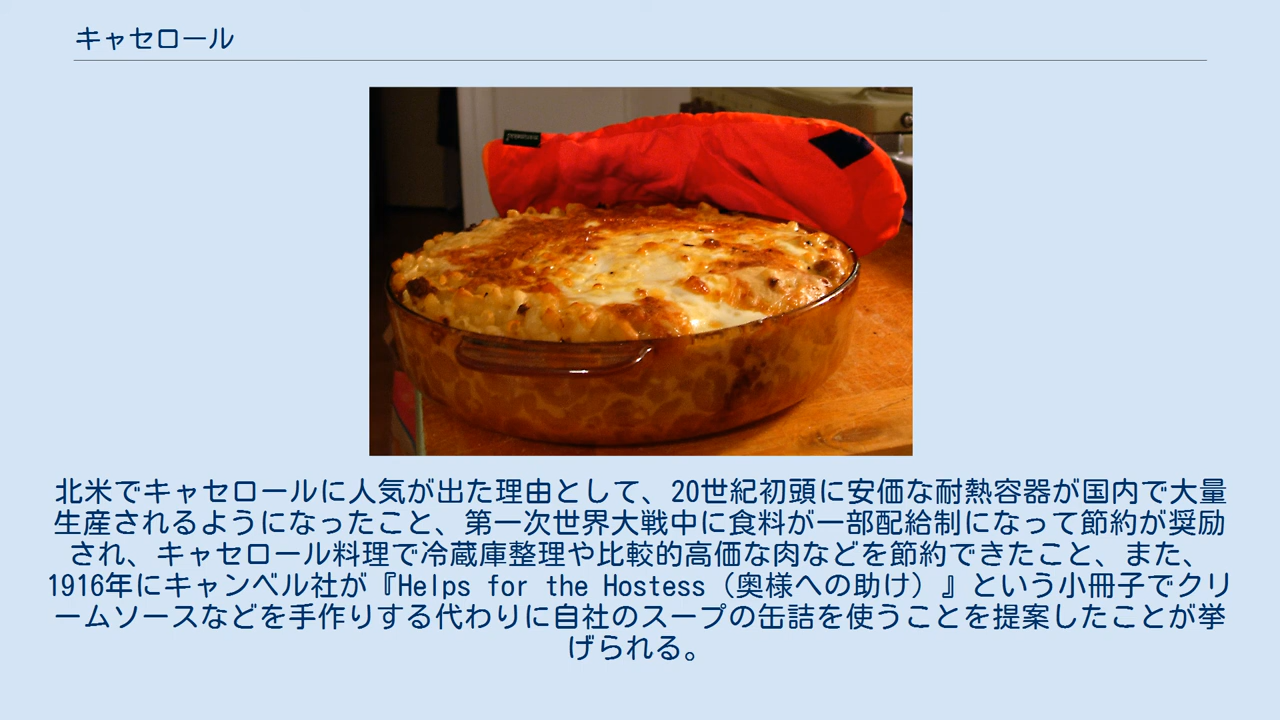 キャセロール
北米でキャセロールに人気が出た理由として、20世紀初頭に安価な耐熱容器が国内で大量
生産されるようになったこと、第一次世界大戦中に食料が一部配給制になって節約が奨励
され、キャセロール料理で冷蔵庫整理や比較的高価な肉などを節約できたこと、また、
1916年にキャンベル社が『Helps for the Hostess（奥様への助け）』という小冊子でクリ
ームソースなどを手作りする代わりに自社のスープの缶詰を使うことを提案したことが挙
げられる。